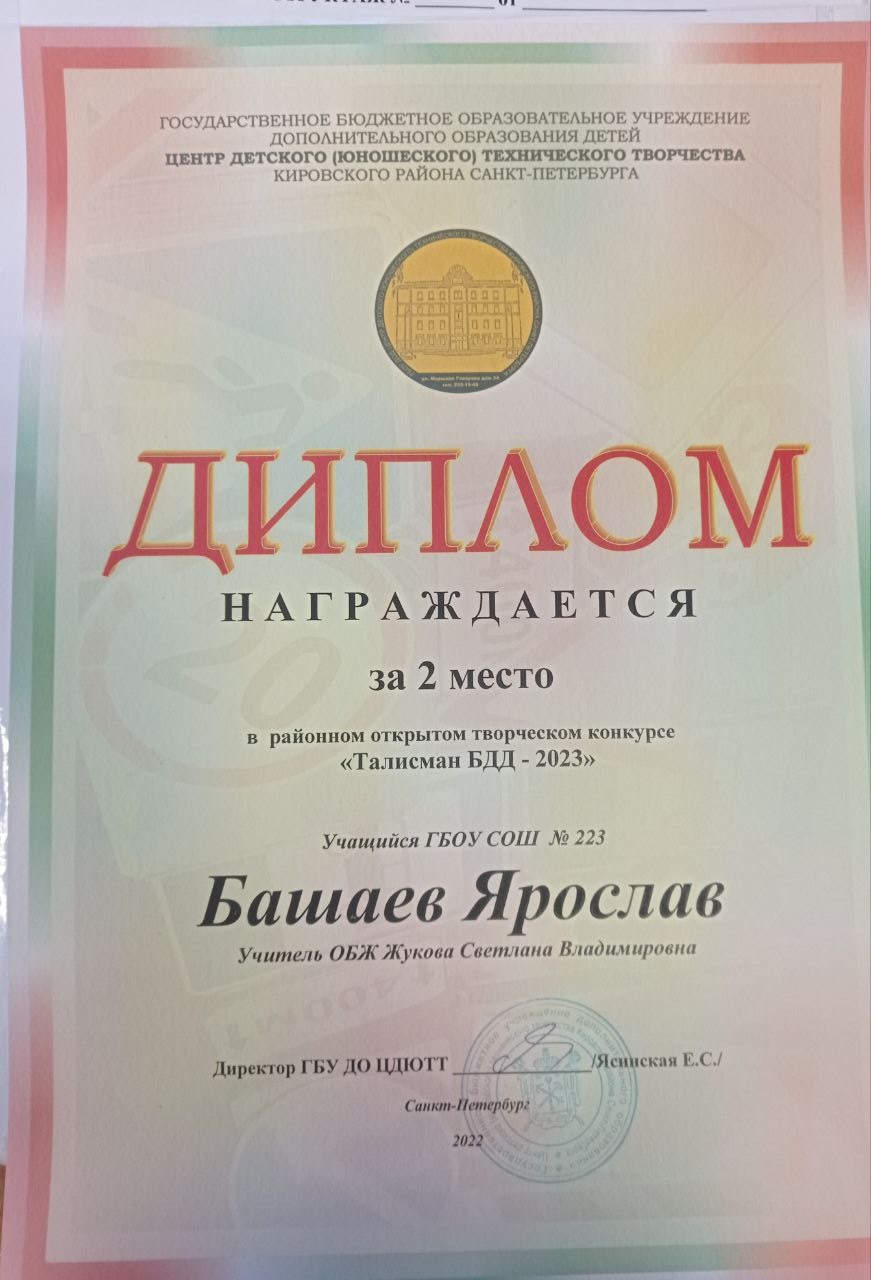 ГОСУДАРСТВЕННОЕ БЮДЖЕТНОЕ ОБРАЗОВАТЕЛЬНОЕ УЧРЕЖДЕНИЕ
ДОПОЛНИТЕЛЬНОГО ОБРАЗОВАНИЯ ДЕТЕЙ
ЦЕНТР ДЕТСКОГО (ЮНОШЕСКОГО) ТЕХНИЧЕСКОГО ТВОРЧЕСТВА
КИРОВСКОГО РАЙОНА САНКТ-ПЕТЕРБУРГА
ДИПЛОМ
НАГРАЖДАЕТСЯ
за 2 место
в районном открытом творческом конкурсе
«Талисман БДД - 2023»
Учащийся ГБОУ СОШ № 223
Башаев Ярослав
Учитель ОБЖ Жукова Светлана Владимировна
Директор ГБУ ДО ЦДЮТТ /Ясинская Е.С./
Санкт-Петербург
2022